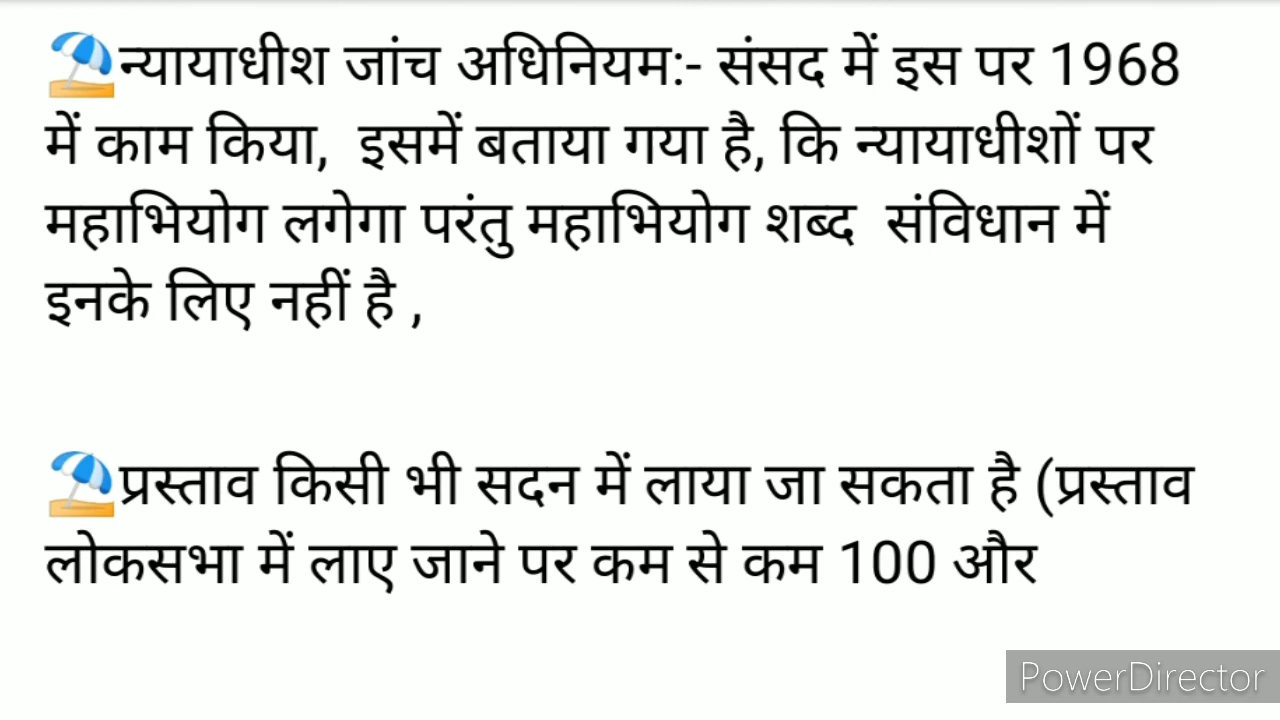 ⛱️न्यायाधीश जांच अधिनियम:- संसद में इस पर 1968
में काम किया,  इसमें बताया गया है, कि न्यायाधीशों पर
महाभियोग लगेगा परंतु महाभियोग शब्द  संविधान में
इनके लिए नहीं है ,
⛱️प्रस्ताव किसी भी सदन में लाया जा सकता है (प्रस्ताव
लोकसभा में लाए जाने पर कम से कम 100 और
PowerDirector